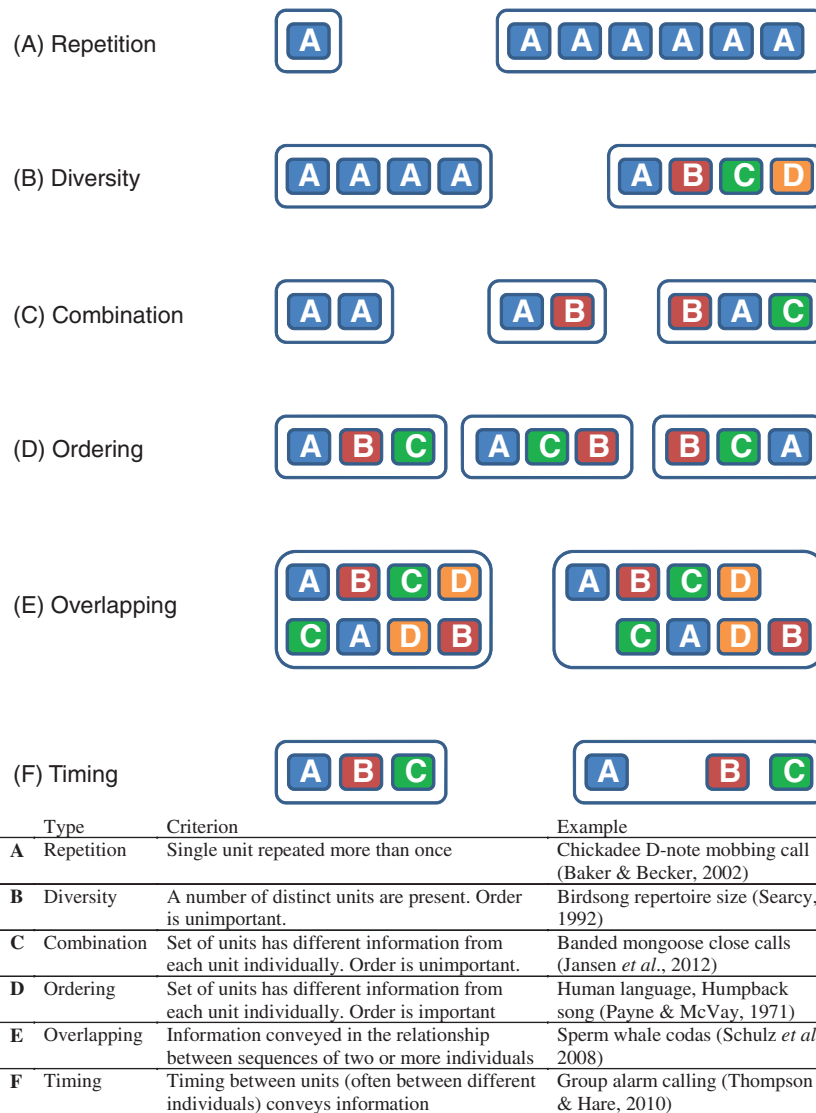 (A) Repetition A A A A A A A
(B) Diversity A A A A A B C D
(C) Combination A A A B B A C
(D) Ordering A B C A C B B C A
A B C D A B C D
(E) Overlapping
C A D B C A D B
(F) Timing A B C A B C
Type Criterion Example
A Repetition Single unit repeated more than once Chickadee D-note mobbing call
(Baker & Becker, 2002)
B Diversity A number of distinct units are present. Order Birdsong repertoire size (Searcy,
is unimportant. 1992)
C Combination Set of units has different information from Banded mongoose close calls
each unit individually. Order is unimportant. (Jansen et al., 2012)
D Ordering Set of units has different information from Human language, Humpback
each unit individually. Order is important song (Payne & McVay, 1971)
E Overlapping Information conveyed in the relationship Sperm whale codas (Schulz et al
between sequences of two or more individuals 2008)
F Timing Timing between units (often between different Group alarm calling (Thompson
individuals) conveys information & Hare, 2010)